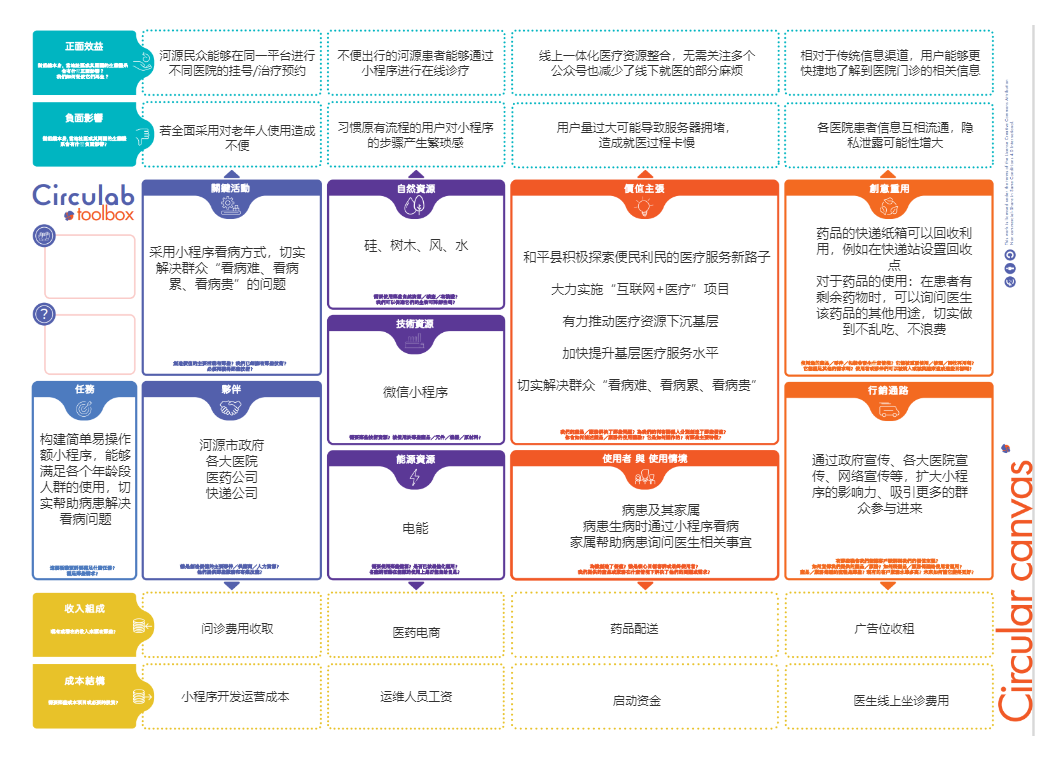 正面效益
河源民众能够在同一平台进行
不同医院的挂号/治疗预约
不便出行的河源患者能够通过
小程序进行在线诊疗
线上一体化医疗资源整合，无需关注多个
公众号也减少了线下就医的部分麻烦
相对于传统信息渠道，用户能够更
快捷地了解到医院门诊的相关信息
負面影響
若全面采用对老年人使用造成
不便
习惯原有流程的用户对小程序
的步骤产生繁琐感
用户量过大可能导致服务器拥堵，
造成就医过程卡慢
各医院患者信息互相流通，隐
私泄露可能性增大
Circulab
toolbox
?
關鍵活動
采用小程序看病方式，切实
解决群众“看病难、看病
累、看病贵”的问题
自然資源
硅、树木、风、水
技術資源
微信小程序
能源資源
电能
價值主張
和平县积极探索便民利民的医疗服务新路子
大力实施“互联网+医疗”项目
有力推动医疗资源下沉基层
加快提升基层医疗服务水平
切实解决群众“看病难、看病累、看病贵”
創意重用
药品的快递纸箱可以回收利
用，例如在快递站设置回收
点
对于药品的使用：在患者有
剩余药物时，可以询问医生
该药品的其他用途，切实做
到不乱吃、不浪费
任務
构建简单易操作
额小程序，能够
满足各个年龄段
人群的使用，切
实帮助病患解决
看病问题
夥伴
河源市政府
各大医院
医药公司
快递公司
使用者 與 使用情境
病患及其家属
病患生病时通过小程序看病
家属帮助病患询问医生相关事宜
行銷通路
通过政府宣传、各大医院宣
传、网络宣传等，扩大小程
序的影响力、吸引更多的群
众参与进来
收入組成
问诊费用收取
医药电商
药品配送
广告位收租
成本結構
小程序开发运营成本
运维人员工资
启动资金
医生线上坐诊费用
Circular canvas